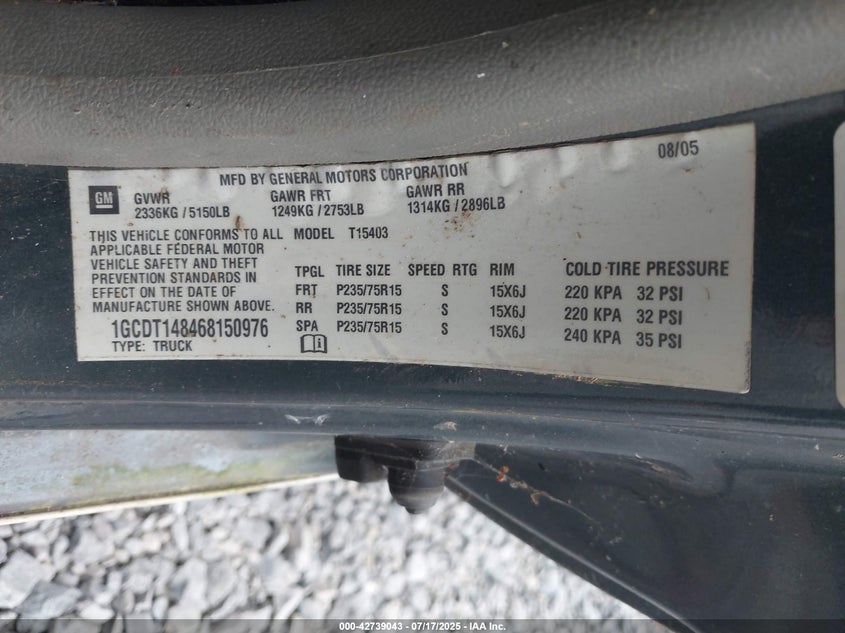 MFD BY GENERAL MOTORS CORPORATION 08/05
GM
GVWR GAWR FRT GAWR RR
2336KG / 5150LB 1249KG / 2753LB 1314KG / 2896LB
THIS VEHICLE CONFORMS TO ALL MODEL T15403
APPLICABLE FEDERAL MOTOR
VEHICLE SAFETY AND THEFT
PREVENTION STANDARDS IN
EFFECT ON THE DATE OF
MANUFACTURE SHOWN ABOVE.
TPGL TIRE SIZE SPEED RTG RIM COLD TIRE PRESSURE
FRT P235/75R15 S 15X6J 220 KPA 32 PSI
RR P235/75R15 S 15X6J 220 KPA 32 PSI
SPA P235/75R15 S 15X6J 240 KPA 35 PSI
1GCDT148468150976
TYPE: TRUCK
000-42739043 / 07/17/2025 - IAA Inc.